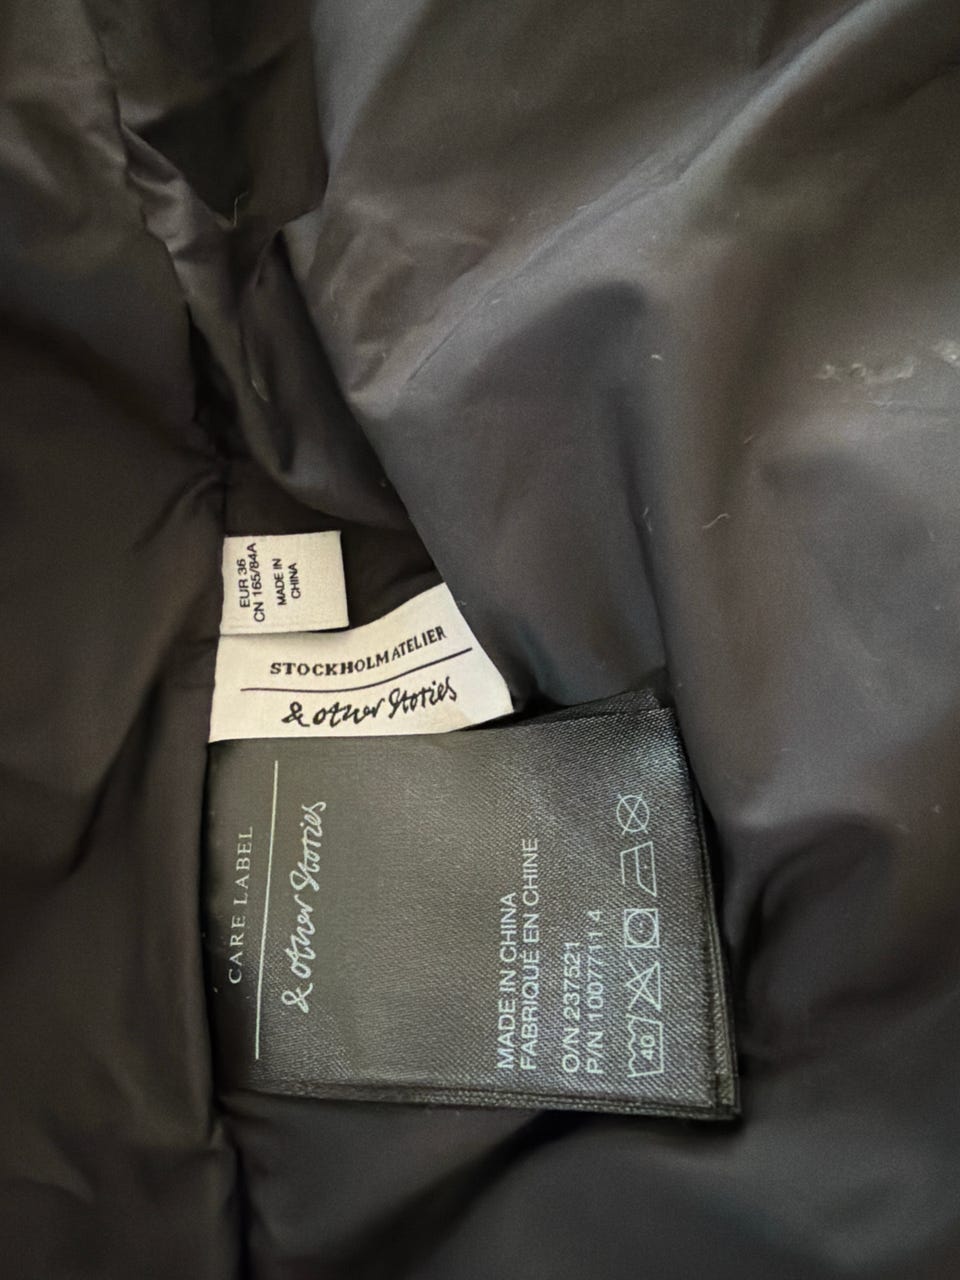 EUR 36
CN 165/84A
MADE IN
CHINA
STOCKHOLM ATELIER
& Other Stories
CARE LABEL
& Other Stories
MADE IN CHINA
FABRIQUÉ EN CHINE
O/N 237521
P/N 1007711 4
40